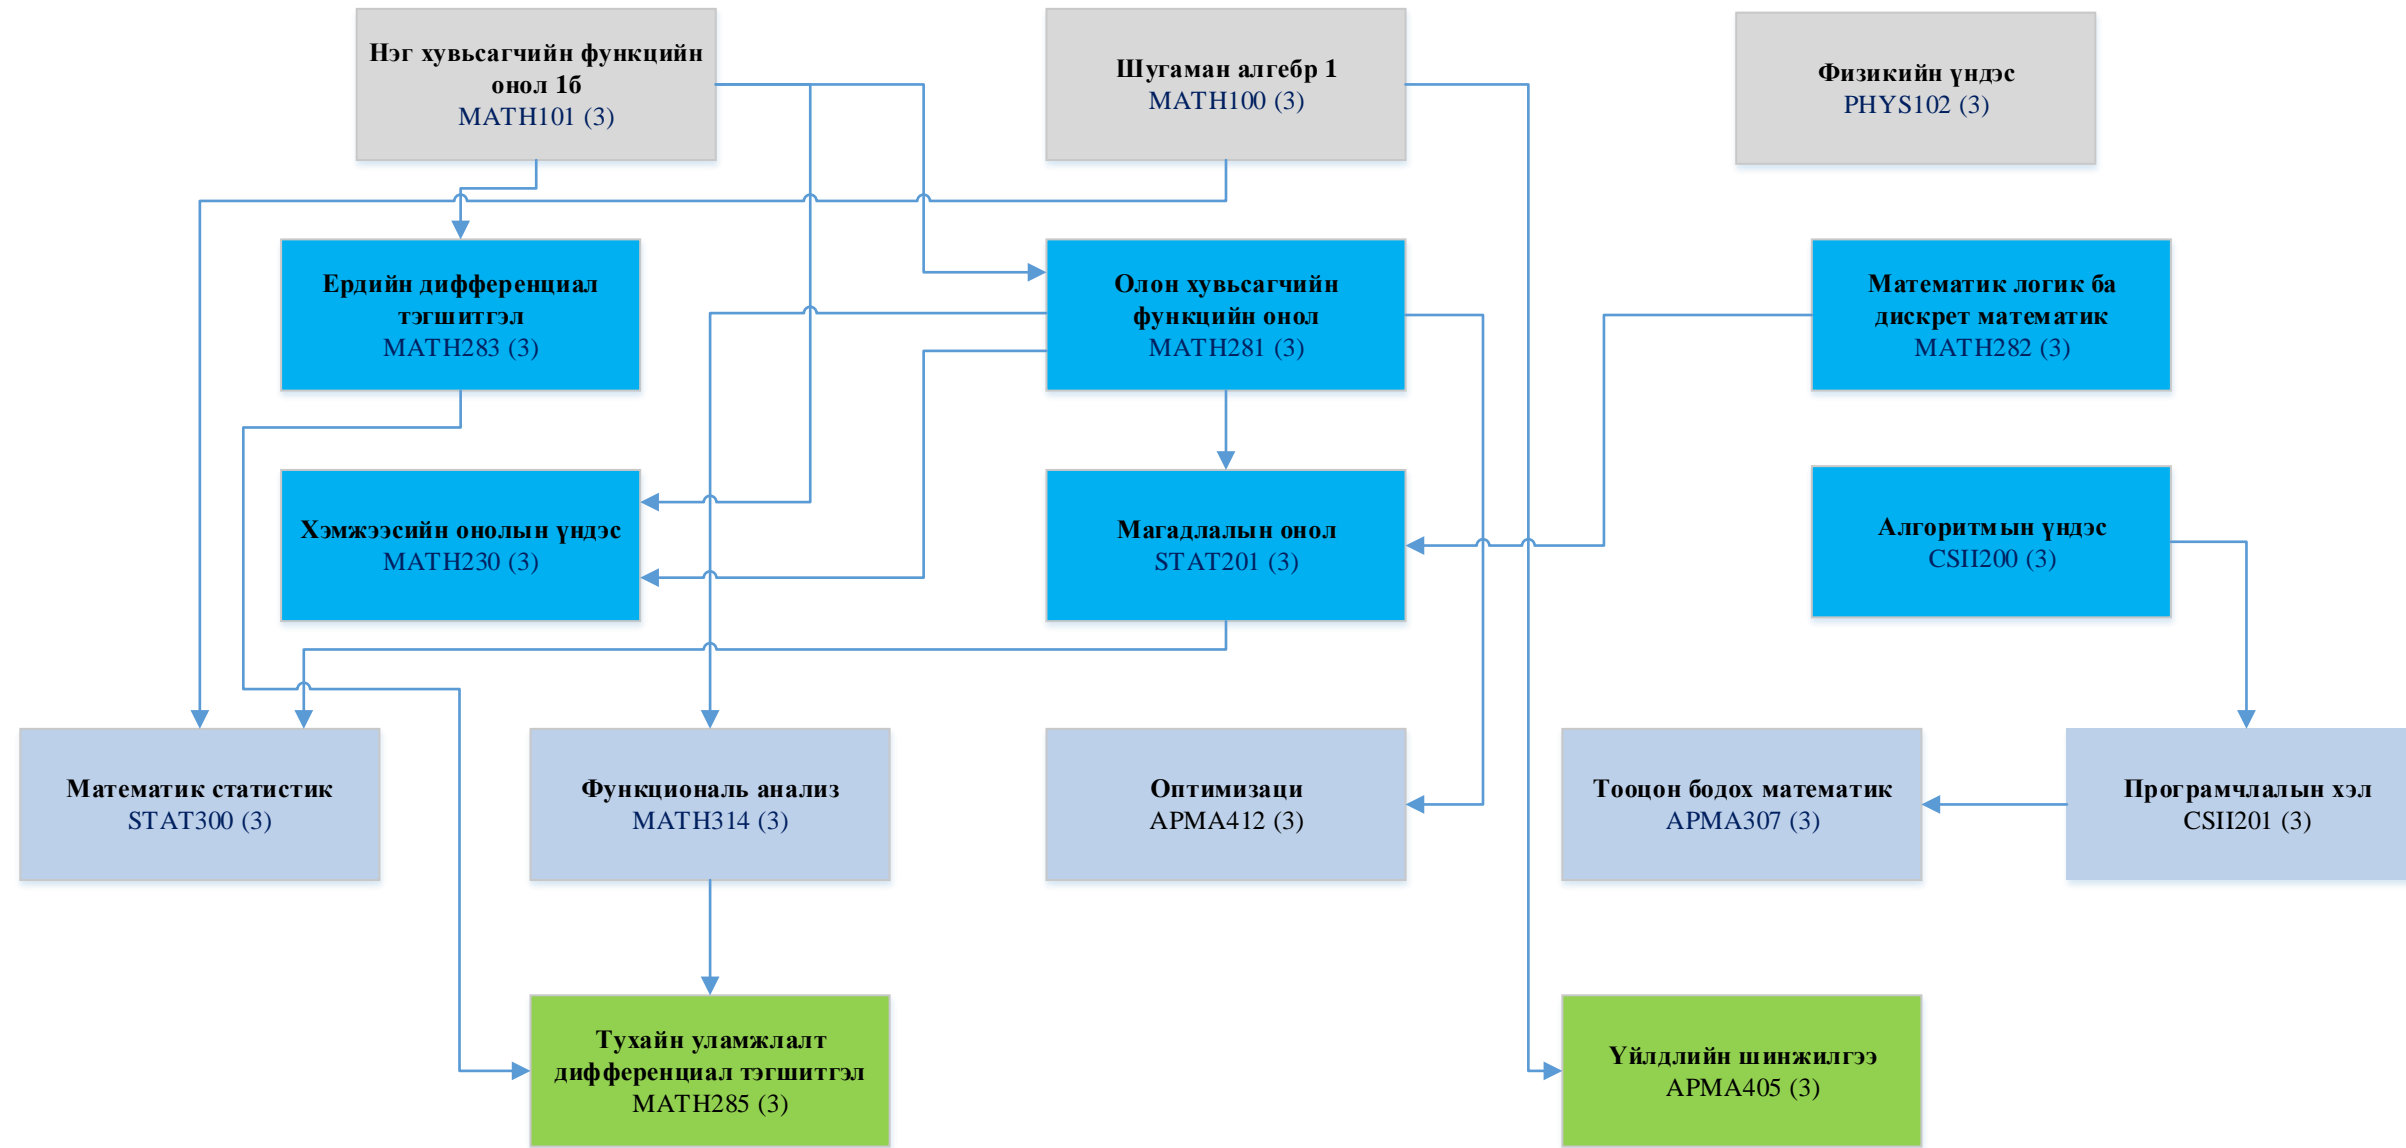 Нэг хувьсагчийн функцийн
онол 1б
MATH101 (3)
Шугаман алгебр 1
MATH100 (3)
Физикийн үндэс
PHYS102 (3)
Ердийн дифференциал
тэгшитгэл
MATH283 (3)
Олон хувьсагчийн
функцийн онол
MATH281 (3)
Математик логик ба
дискрет математик
MATH282 (3)
Хэмжээсийн онолын үндэс
MATH230 (3)
Магадлалын онол
STAT201 (3)
Алгоритмын үндэс
CSII200 (3)
Математик статистик
STAT300 (3)
Функциональ анализ
MATH314 (3)
Оптимизаци
APMA412 (3)
Тооцон бодох математик
APMA307 (3)
Програмчлалын хэл
CSII201 (3)
Тухайн уламжлалт
дифференциал тэгшитгэл
MATH285 (3)
Үйлдлийн шинжилгээ
APMA405 (3)